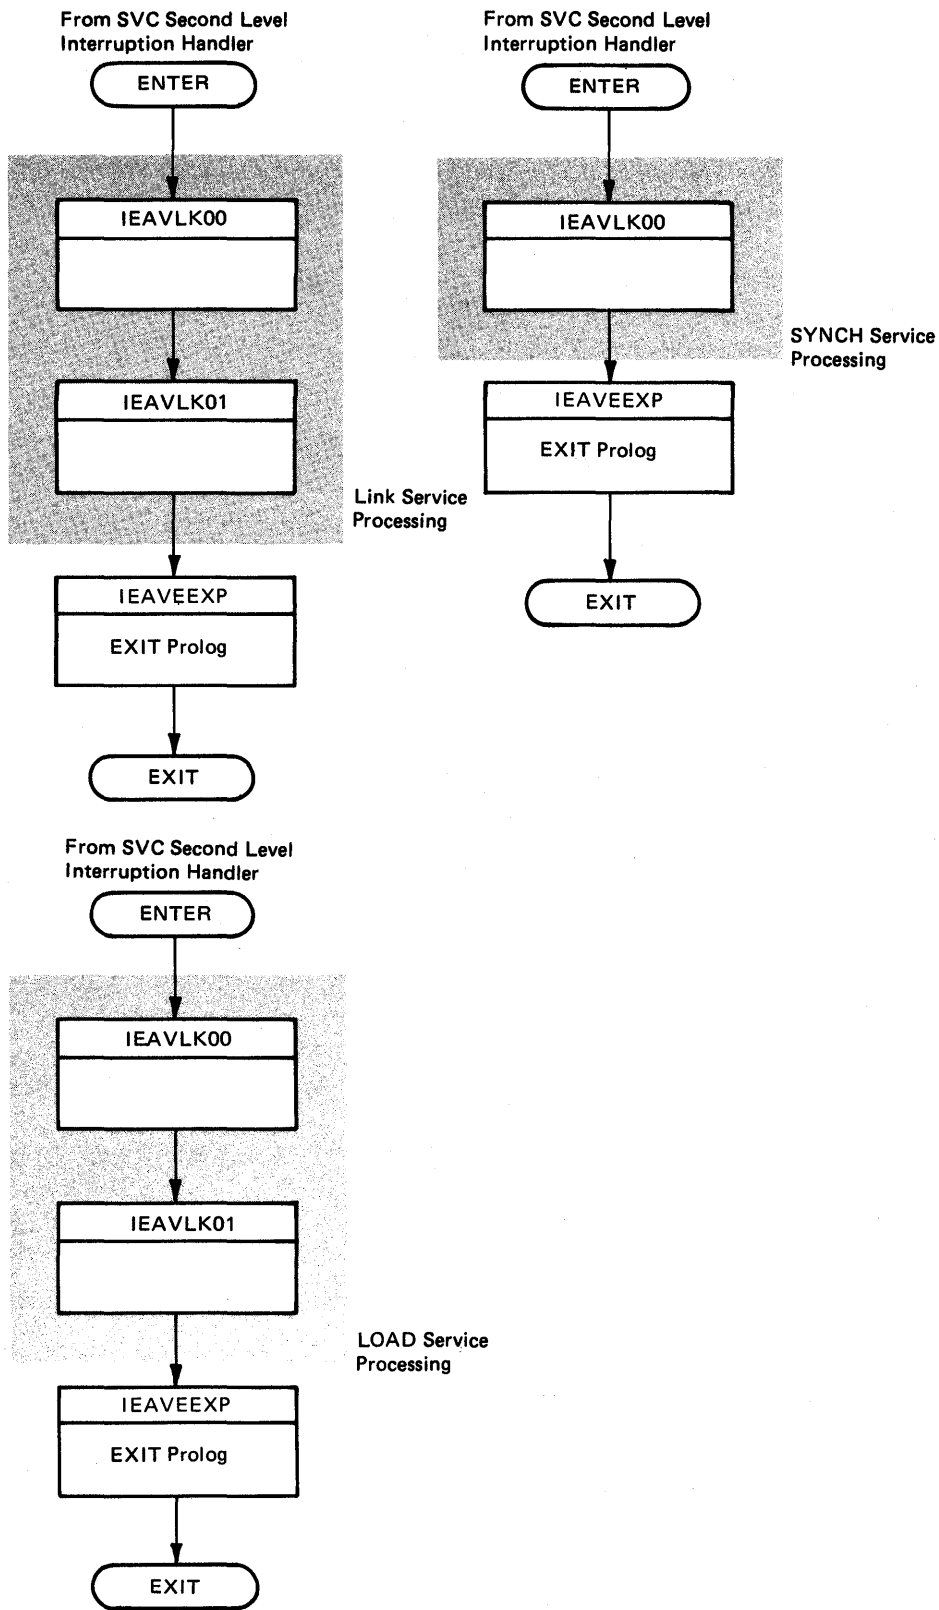 From SVC Second Level
Interruption Handler
ENTER
IEAVLK00
IEAVLK01
Link Service
Processing
IEAVEEXP
EXIT Prolog
EXIT
From SVC Second Level
Interruption Handler
ENTER
IEAVLK00
SYNCH Service
Processing
IEAVEEXP
EXIT Prolog
EXIT
From SVC Second Level
Interruption Handler
ENTER
IEAVLK00
IEAVLK01
LOAD Service
Processing
IEAVEEXP
EXIT Prolog
EXIT